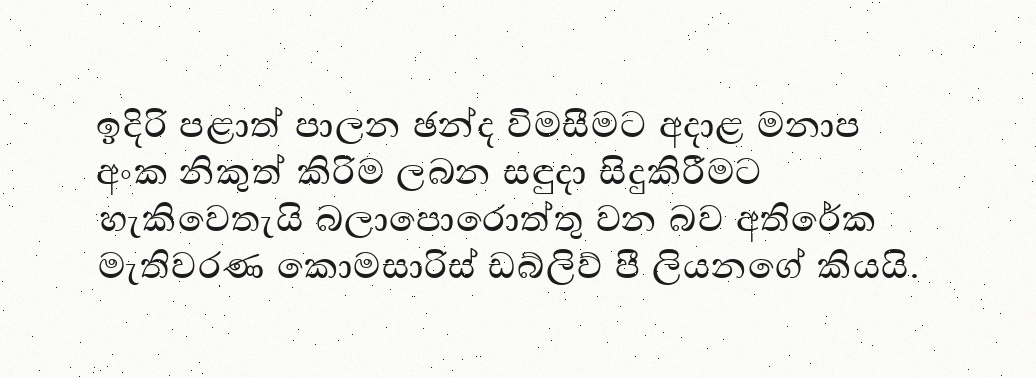 ඉදිරි පළාත් පාලන ඡන්ද විමසීමට අදාළ මනාප
අංක නිකුත් කිරිම ලබන සඳුදා සිදුකිරීමට
හැකිවෙතැයි බලාපොරොත්තු වන බව අතිරේක
මැතිවරණ කොමසාරිස් ඩබ්ලිව් පී ලියනගේ කියයි.